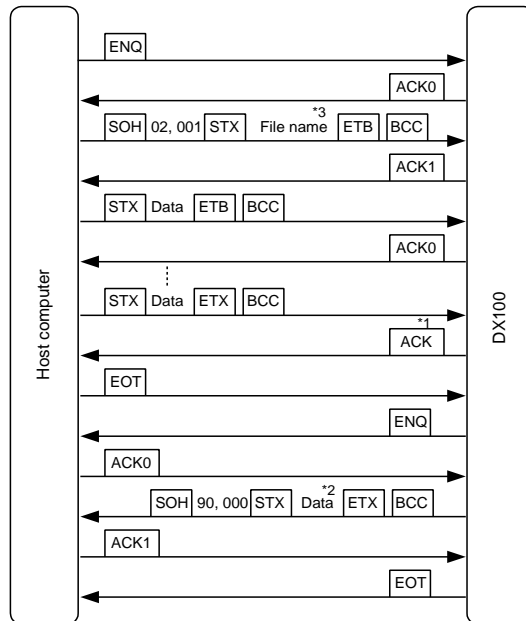 ENQ
ACK0
*3
SOH 02, 001 STX File name ETB BCC
ACK1
STX Data ETB BCC
ACK0
STX Data ETX BCC
*1
ACK
EOT
ENQ
ACK0
*2
SOH 90, 000 STX Data ETX BCC
ACK1
EOT
Host computer
DX100